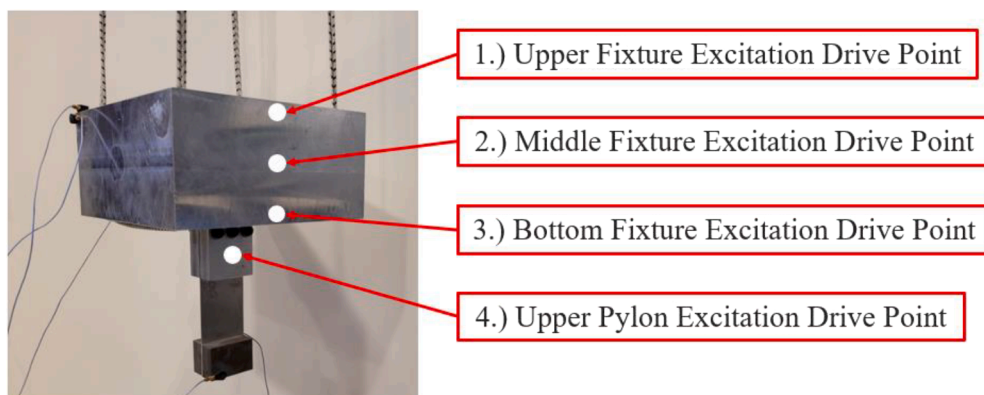 1.) Upper Fixture Excitation Drive Point
2.) Middle Fixture Excitation Drive Point
3.) Bottom Fixture Excitation Drive Point
4.) Upper Pylon Excitation Drive Point